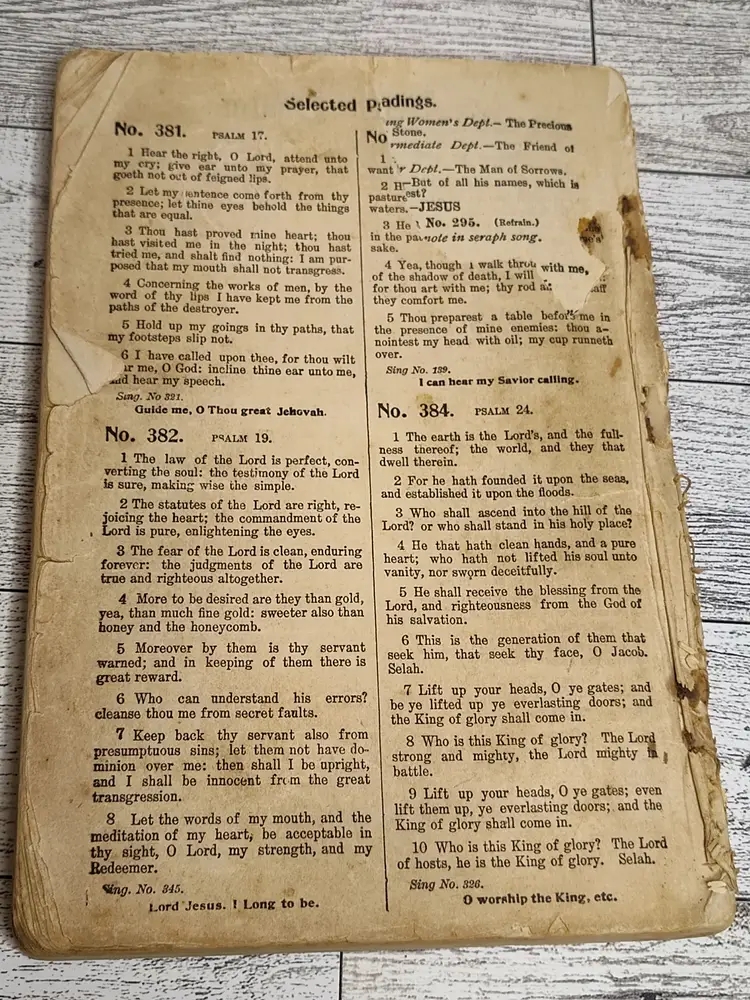 Selected
No. 381. PSALM 17.
1 Hear the right, O Lord, attend unto
my cry; give ear unto my prayer, that
goeth not out of feigned lips.
2 Let my sentence come forth from thy
presence; let thine eyes behold the things
that are equal.
3 Thou hast proved mine heart; thou
hast visited me in the night; thou hast
tried me, and shalt find nothing: I am pur-
posed that my mouth shall not transgress.
4 Concerning the works of men, by the
word of thy lips I have kept me from the
paths of the destroyer.
5 Hold up my goings in thy paths, that
my footsteps slip not.
6 I have called upon thee, for thou wilt
me, O God: incline thine ear unto me,
and hear my speech.
Sing. No 321.
Guide me, O Thou great Jehovah.
No. 382. PSALM 19.
1 The law of the Lord is perfect, con-
verting the soul: the testimony of the Lord
is sure, making wise the simple.
2 The statutes of the Lord are right, re-
joicing the heart; the commandment of the
Lord is pure, enlightening the eyes.
3 The fear of the Lord is clean, enduring
forever: the judgments of the Lord are
true and righteous altogether.
4 More to be desired are they than gold,
yea, than much fine gold: sweeter also than
honey and the honeycomb.
5 Moreover by them is thy servant
warned; and in keeping of them there is
great reward.
6 Who can understand his errors?
cleanse thou me from secret faults.
7 Keep back thy servant also from
presumptuous sins; let them not have do-
minion over me: then shall I be upright,
and I shall be innocent from the great
transgression.
8 Let the words of my mouth, and the
meditation of my heart, be acceptable in
thy sight, O Lord, my strength, and my
Redeemer.
Sing. No. 345.
Lord Jesus. I Long to be.
Women's Dept.— The Precious
No Stone.
Dept.—The Friend of
1
want Dept.—The Man of Sorrows.
2 But of all his names, which is
pasture
waters.—JESUS
3 He No. 295. (Refrain.)
in the note in seraph song.
sake.
4 Yea, though I walk with me,
of the shadow of death, I will
for thou art with me; thy rod
they comfort me.
5 Thou preparest a table before me in
the presence of mine enemies: thou a-
nointest my head with oil; my cup runneth
over.
Sing No. 139.
I can hear my Savior calling.
No. 384. PSALM 24.
1 The earth is the Lord's, and the full-
ness thereof; the world, and they that
dwell therein.
2 For he hath founded it upon the seas,
and established it upon the floods.
3 Who shall ascend into the hill of the
Lord? or who shall stand in his holy place?
4 He that hath clean hands, and a pure
heart; who hath not lifted his soul unto
vanity, nor sworn deceitfully.
5 He shall receive the blessing from the
Lord, and righteousness from the God of
his salvation.
6 This is the generation of them that
seek him, that seek thy face, O Jacob.
Selah.
7 Lift up your heads, O ye gates; and
be ye lifted up ye everlasting doors; and
the King of glory shall come in.
8 Who is this King of glory? The Lord
strong and mighty, the Lord mighty in
battle.
9 Lift up your heads, O ye gates; even
lift them up, ye everlasting doors; and the
King of glory shall come in.
10 Who is this King of glory? The Lord
of hosts, he is the King of glory. Selah.
Sing No. 326.
O worship the King, etc.